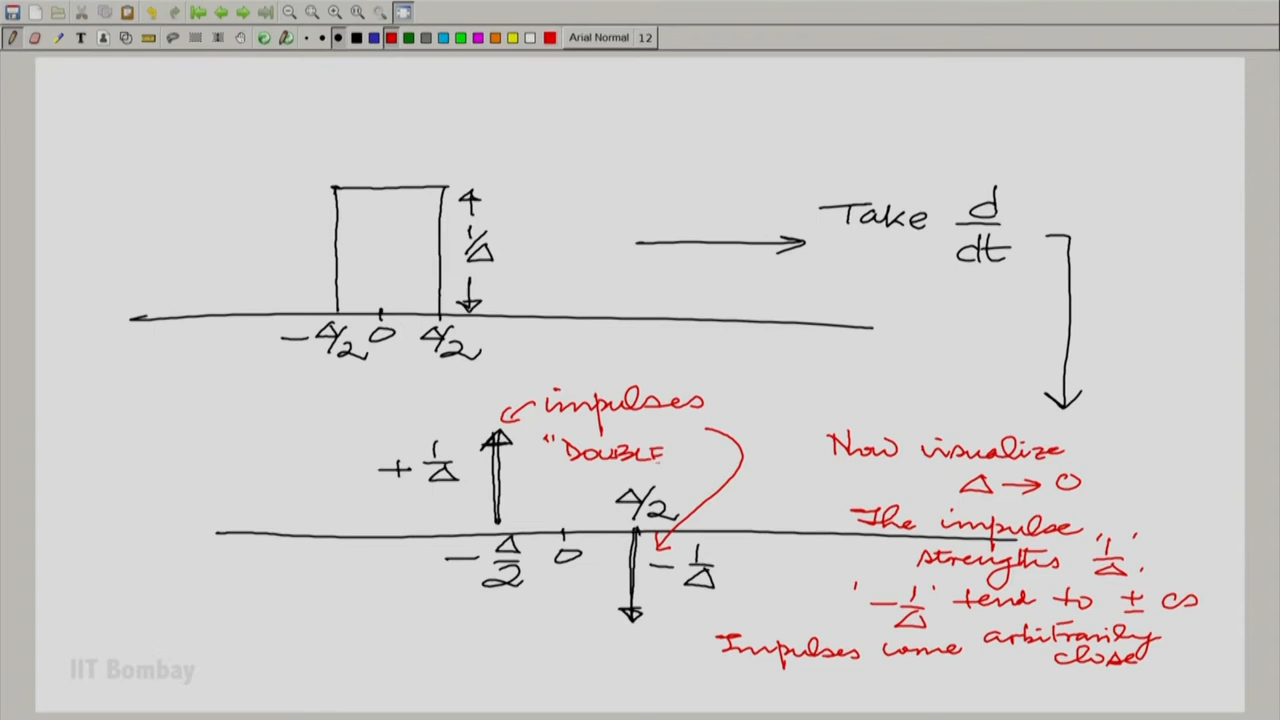 Arial Normal 12
Take d/dt
1/Δ
-Δ/2 0 Δ/2
impulses
"DOUBLE
+ 1/Δ
Δ/2
- Δ/2 0 - 1/Δ
Now visualize
Δ → 0
The impulse
strengths '1/Δ',
'-1/Δ' tend to ± ∞
Impulses come arbitrarily
close
IIT Bombay